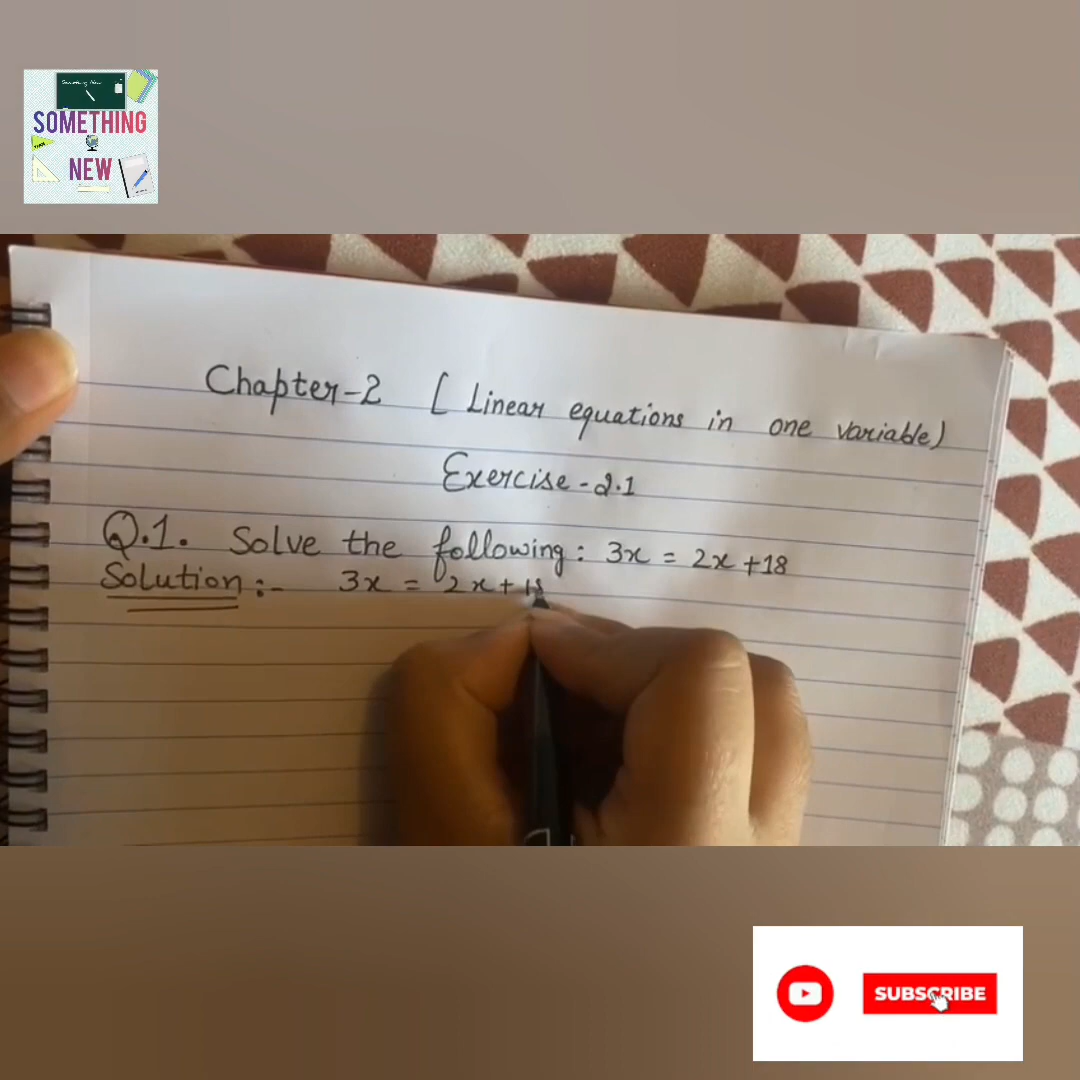 SOMETHING
NEW
Chapter-2 [ Linear equations in one variable)
Exercise-2.1
Q.1. Solve the following: 3x = 2x +18
Solution:- 3x = 2x + 18
SUBSCRIBE